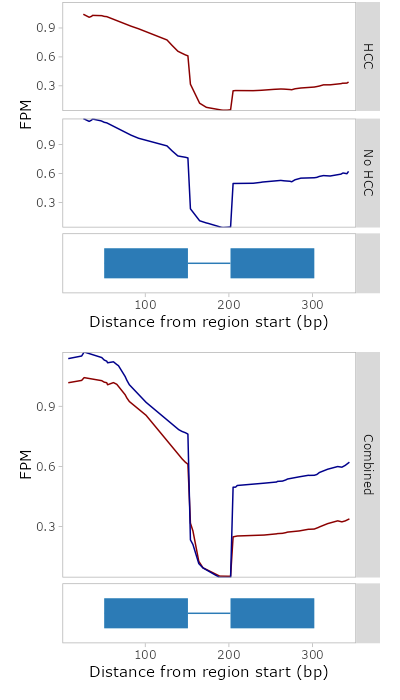 0.9
0.6
0.3
HCC
FPM
0.9
0.6
0.3
No HCC
100
200
300
Distance from region start (bp)
0.9
0.6
0.3
FPM
Combined
100
200
300
Distance from region start (bp)